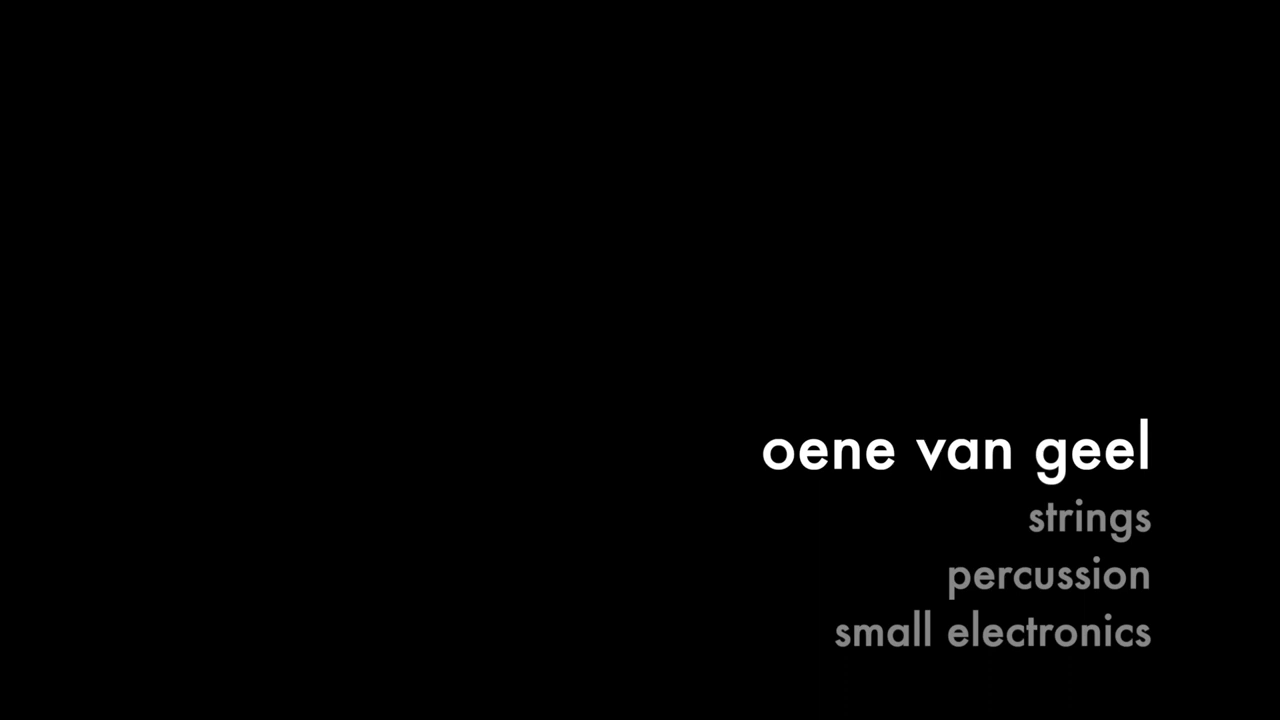 oene van geel
strings
percussion
small electronics